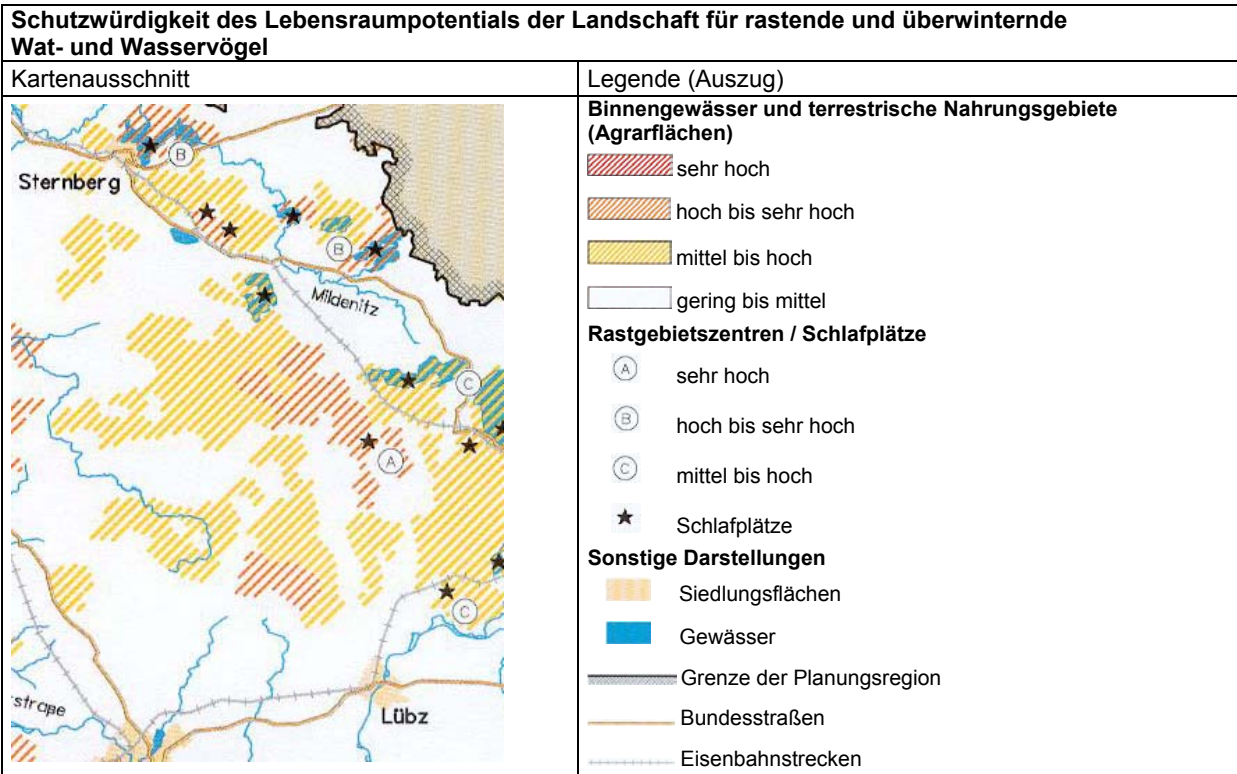 Schutzwürdigkeit des Lebensraumpotentials der Landschaft für rastende und überwinternde
Wat- und Wasservögel
Kartenausschnitt
Legende (Auszug)
B
Sternberg
B
Mildenitz
C
A
C
straße
Lübz
Binnengewässer und terrestrische Nahrungsgebiete
(Agrarflächen)
sehr hoch
hoch bis sehr hoch
mittel bis hoch
gering bis mittel
Rastgebietszentren / Schlafplätze
A sehr hoch
B hoch bis sehr hoch
C mittel bis hoch
Schlafplätze
Sonstige Darstellungen
Siedlungsflächen
Gewässer
Grenze der Planungsregion
Bundesstraßen
Eisenbahnstrecken